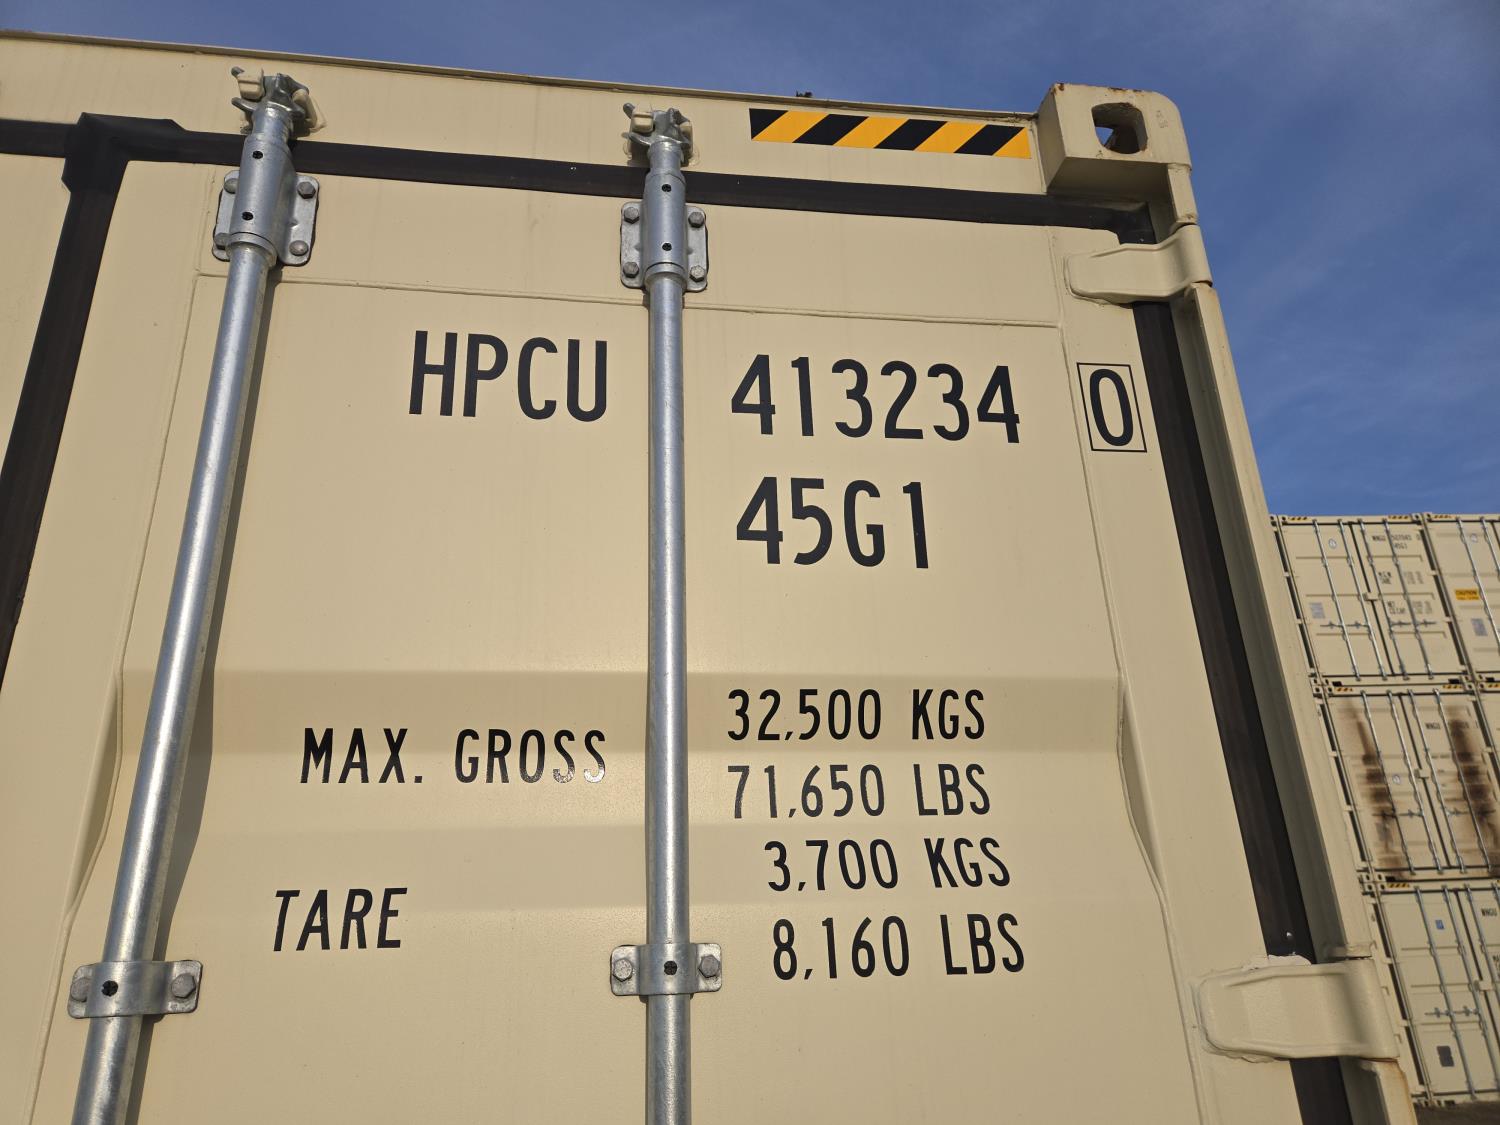 HPCU 413234 0
45G1
MAX. GROSS 32,500 KGS
71,650 LBS
TARE 3,700 KGS
8,160 LBS
CAUTION